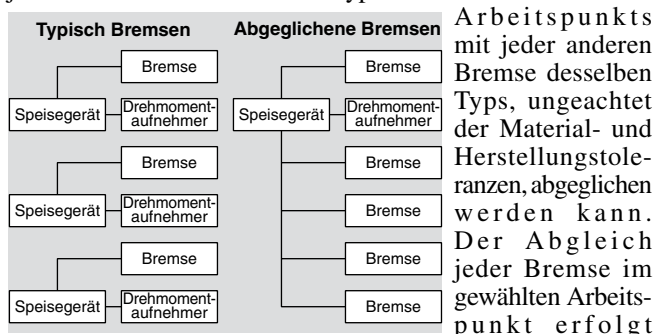 Typisch Bremsen
Bremse
Speisegerät
Drehmoment-
aufnehmer
Bremse
Speisegerät
Drehmoment-
aufnehmer
Bremse
Speisegerät
Drehmoment-
aufnehmer
Abgeglichene Bremsen
Bremse
Speisegerät
Drehmoment-
aufnehmer
Bremse
Bremse
Bremse
Bremse
Arbeitspunkts
mit jeder anderen
Bremse desselben
Typs, ungeachtet
der Material- und
Herstellungstole-
ranzen, abgeglichen
werden kann.
Der Abgleich
jeder Bremse im
gewählten Arbeits-
punkt erfolgt